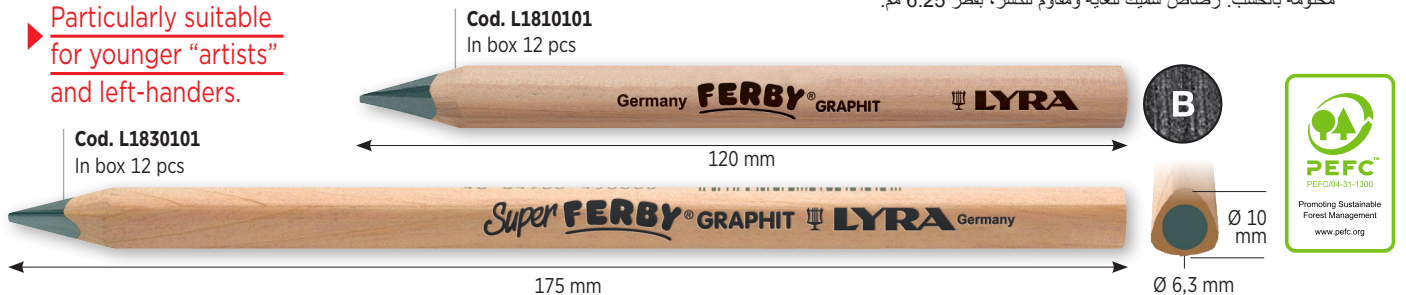 Particularly suitable
for younger “artists”
and left-handers.
Cod. L1810101
In box 12 pcs
Germany FERBY® GRAPHIT LYRA
B
120 mm
Cod. L1830101
In box 12 pcs
Super FERBY® GRAPHIT LYRA Germany
175 mm
Ø 10
mm
Ø 6,3 mm
PEFC™
PEFC/04-31-1300
Promoting Sustainable
Forest Management
www.pefc.org